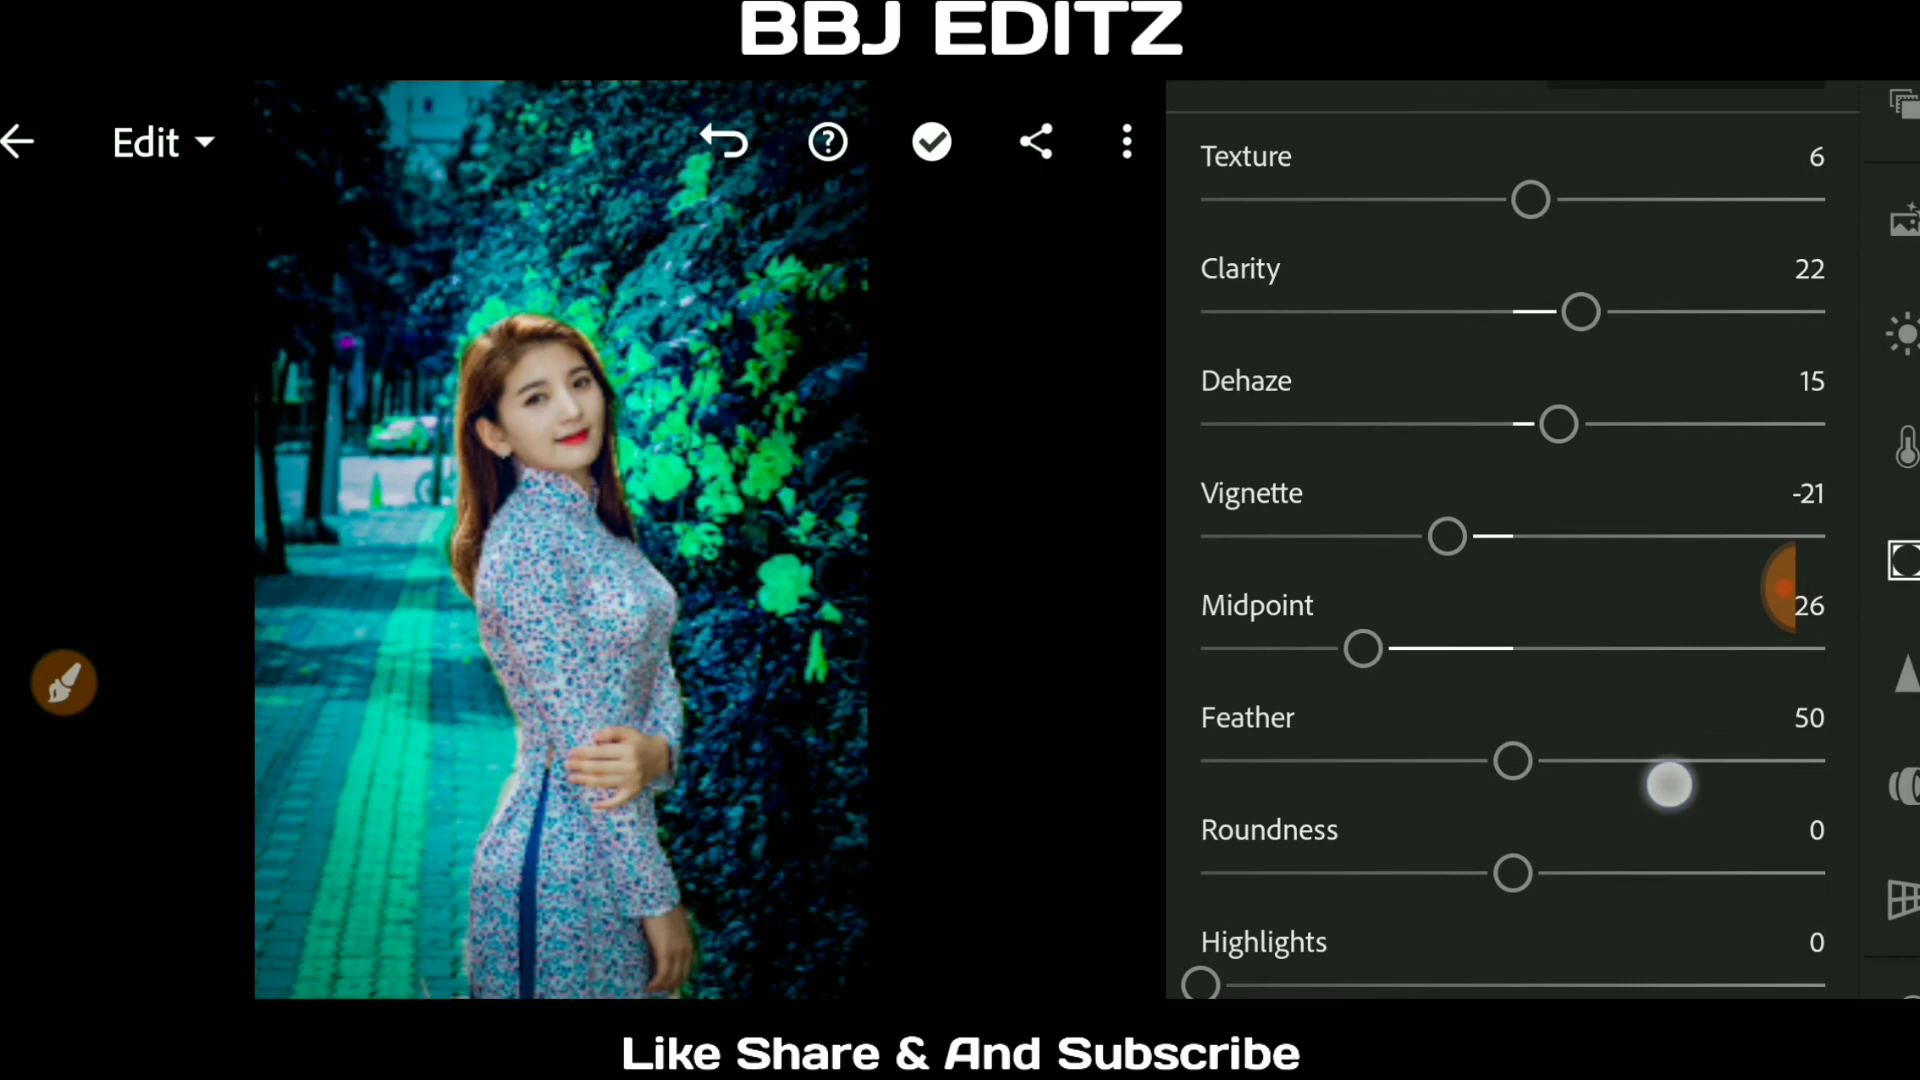 BBJ EDITZ
Edit
Texture 6
Clarity 22
Dehaze 15
Vignette -21
Midpoint 26
Feather 50
Roundness 0
Highlights 0
Like Share & And Subscribe